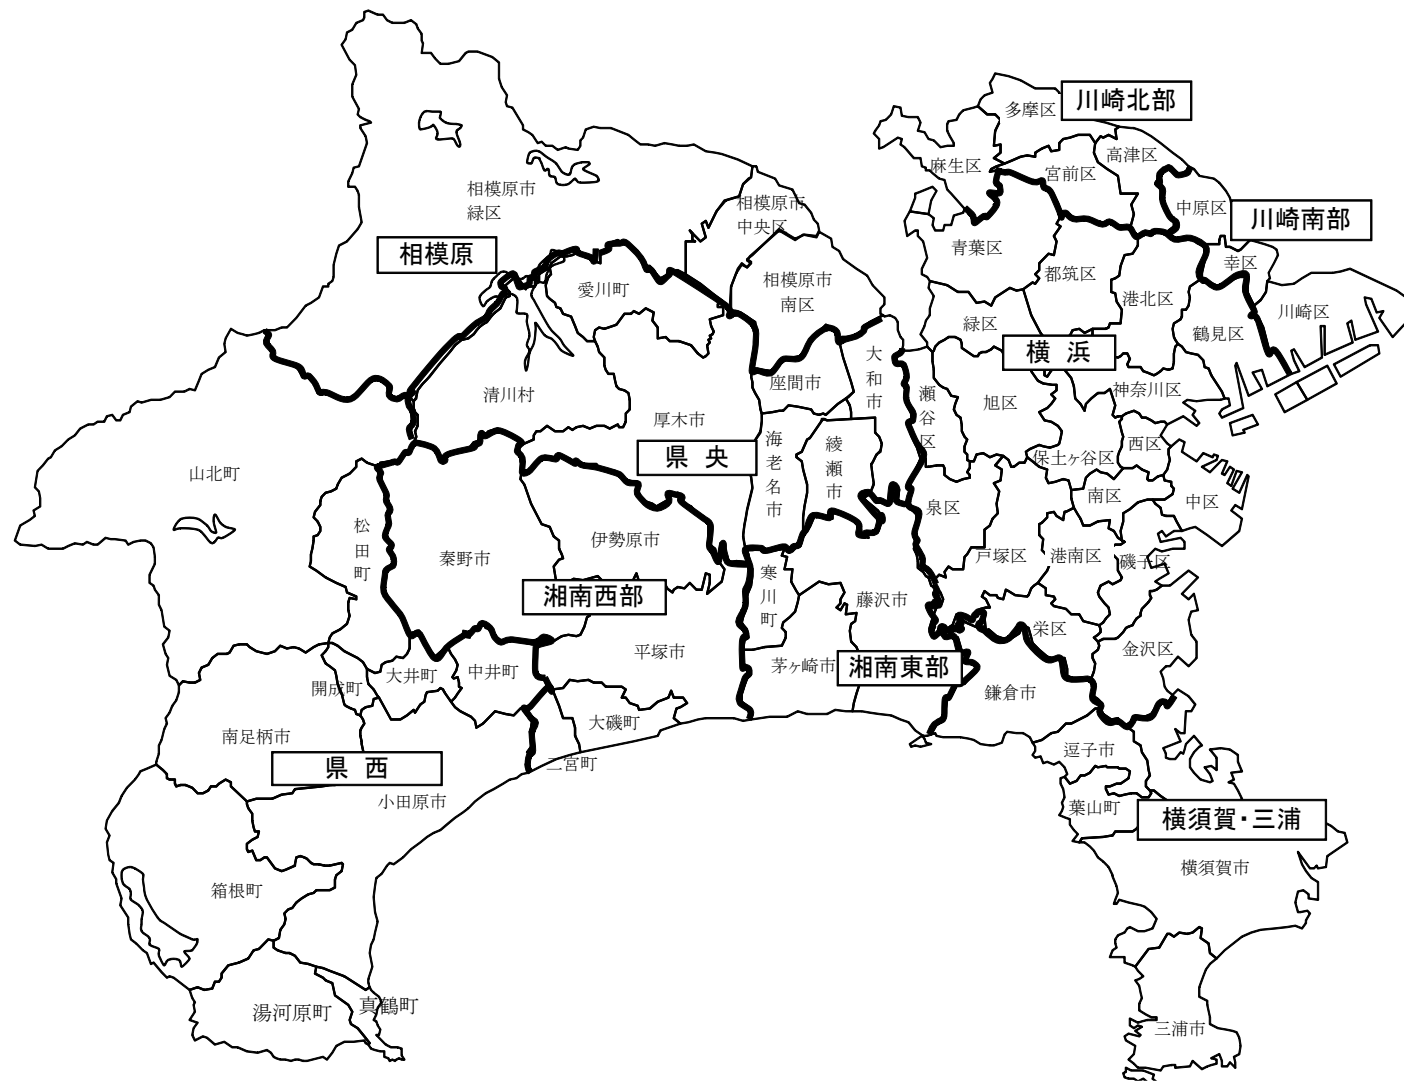 川崎北部
多摩区
高津区
麻生区
宮前区
相模原市
緑区
相模原市
中央区
中原区
川崎南部
相模原
青葉区
都筑区
幸区
愛川町
相模原市
南区
港北区
川崎区
緑区
鶴見区
横 浜
大和市
座間市
神奈川区
清川村
瀬谷区
旭区
厚木市
県 央
海老名市
綾瀬市
保土ヶ谷区
西区
山北町
南区
中区
泉区
松田町
秦野市
伊勢原市
戸塚区
港南区
磯子区
湘南西部
寒川町
藤沢市
栄区
金沢区
平塚市
茅ヶ崎市
湘南東部
開成町
大井町
中井町
鎌倉市
大磯町
南足柄市
逗子市
県 西
二宮町
小田原市
葉山町
横須賀・三浦
横須賀市
箱根町
湯河原町
真鶴町
三浦市